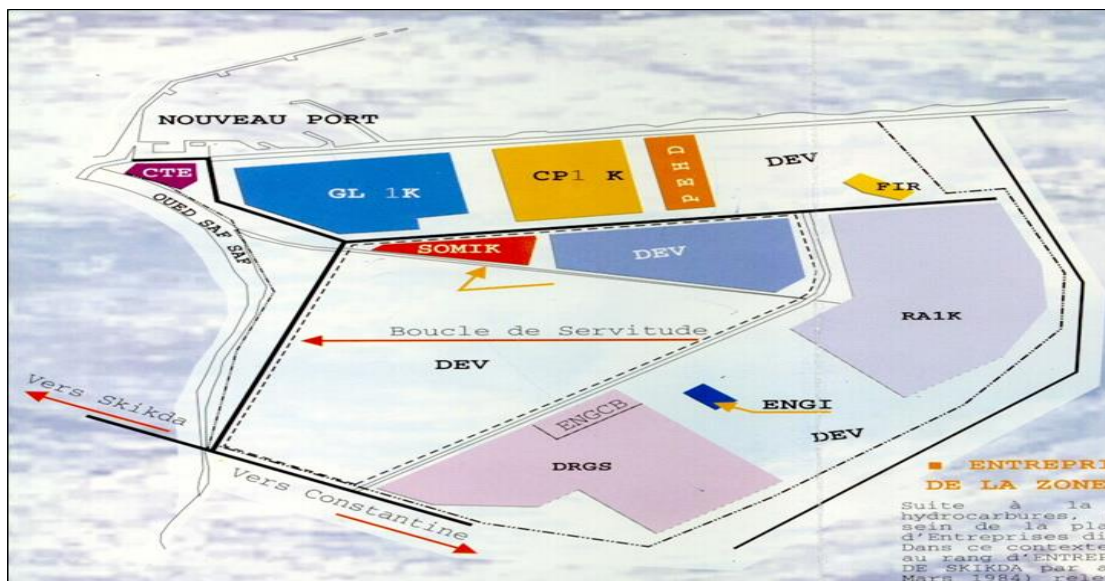 NOUVEAU PORT
CTE
GL 1K
CP1 K
PBHD
DEV
FIR
OUED SAF SAF
SOMIK
DEV
RA1K
Boucle de Servitude
DEV
Vers Skikda
ENGI
ENGCB
DEV
DRGS
Vers Constantine
■ ENTREPRI
DE LA ZONE
Suite à la
hydrocarbures,
sein de la pla
d'Entreprises di
Dans ce contexte
au rang d'ENTREP
DE SKIKDA par a
Mars 1984